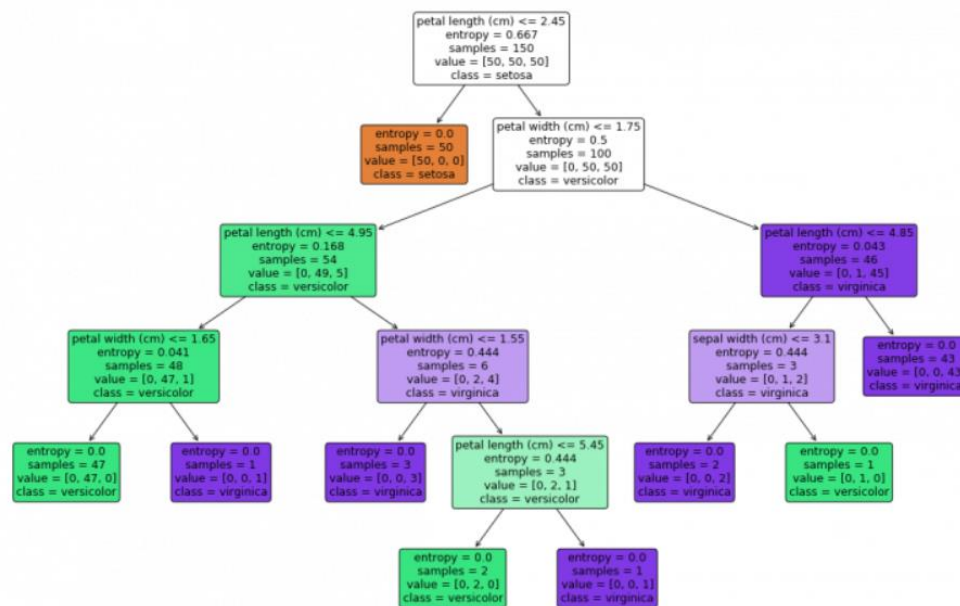 petal length (cm) <= 2.45
entropy = 0.667
samples = 150
value = [50, 50, 50]
class = setosa
entropy = 0.0
samples = 50
value = [50, 0, 0]
class = setosa
petal width (cm) <= 1.75
entropy = 0.5
samples = 100
value = [0, 50, 50]
class = versicolor
petal length (cm) <= 4.95
entropy = 0.168
samples = 54
value = [0, 49, 5]
class = versicolor
petal length (cm) <= 4.85
entropy = 0.043
samples = 46
value = [0, 1, 45]
class = virginica
petal width (cm) <= 1.65
entropy = 0.041
samples = 48
value = [0, 47, 1]
class = versicolor
petal width (cm) <= 1.55
entropy = 0.444
samples = 6
value = [0, 2, 4]
class = virginica
sepal width (cm) <= 3.1
entropy = 0.444
samples = 3
value = [0, 1, 2]
class = virginica
entropy = 0.0
samples = 43
value = [0, 0, 43]
class = virginica
entropy = 0.0
samples = 47
value = [0, 47, 0]
class = versicolor
entropy = 0.0
samples = 1
value = [0, 0, 1]
class = virginica
entropy = 0.0
samples = 3
value = [0, 0, 3]
class = virginica
petal length (cm) <= 5.45
entropy = 0.444
samples = 3
value = [0, 2, 1]
class = versicolor
entropy = 0.0
samples = 2
value = [0, 0, 2]
class = virginica
entropy = 0.0
samples = 1
value = [0, 1, 0]
class = versicolor
entropy = 0.0
samples = 2
value = [0, 2, 0]
class = versicolor
entropy = 0.0
samples = 1
value = [0, 0, 1]
class = virginica